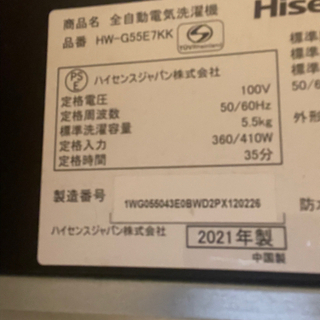 商品名 全自動電気洗濯機
Hise
品番 HW-G55E7KK
標準
標準
PSE
ハイセンスジャパン株式会社
定格電圧 100V
50/6
定格周波数 50/60Hz
標準洗濯容量 5.5kg
外形
定格入力 360/410W
定格時間 35分
製造番号 1WG055043E0BWD2PX120226
防水
ハイセンスジャパン株式会社 2021年製
中国製